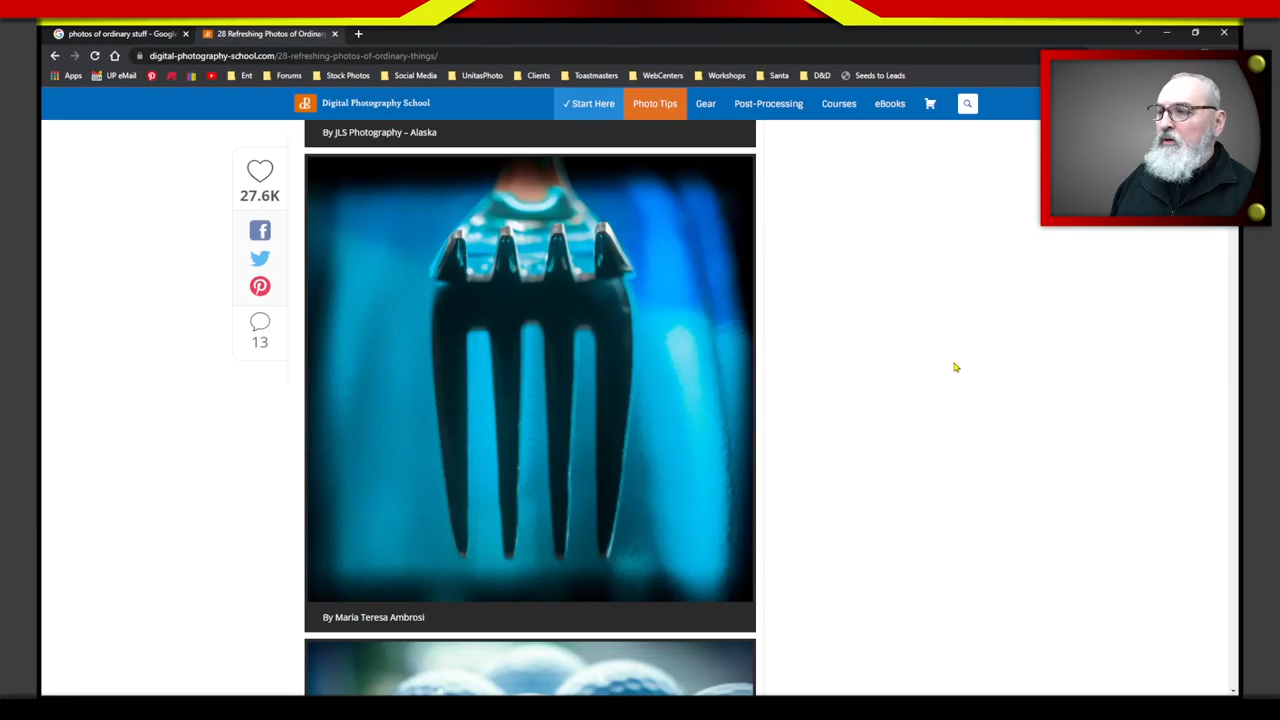 photos of ordinary stuff - Google
28 Refreshing Photos of Ordinar
digital-photography-school.com/28-refreshing-photos-of-ordinary-things/
Apps
UP eMail
Ent
Forums
Stock Photos
Social Media
UnitasPhoto
Clients
Toastmasters
WebCenters
Workshops
Santa
D&D
Seeds to Leads
dPS
Digital Photography School
✓ Start Here
Photo Tips
Gear
Post-Processing
Courses
eBooks
By JLS Photography – Alaska
27.6K
13
By Maria Teresa Ambrosi